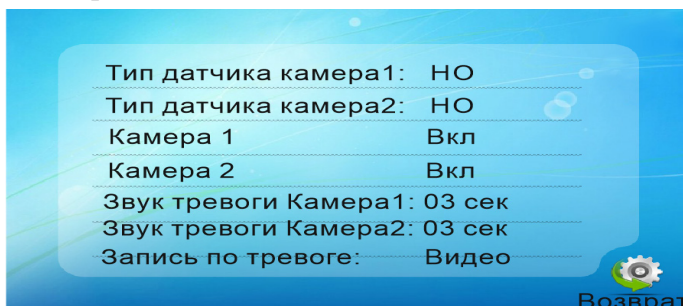 Тип датчика камера1: НО
Тип датчика камера2: НО
Камера 1 Вкл
Камера 2 Вкл
Звук тревоги Камера1: 03 сек
Звук тревоги Камера2: 03 сек
Запись по тревоге: Видео
Возврат